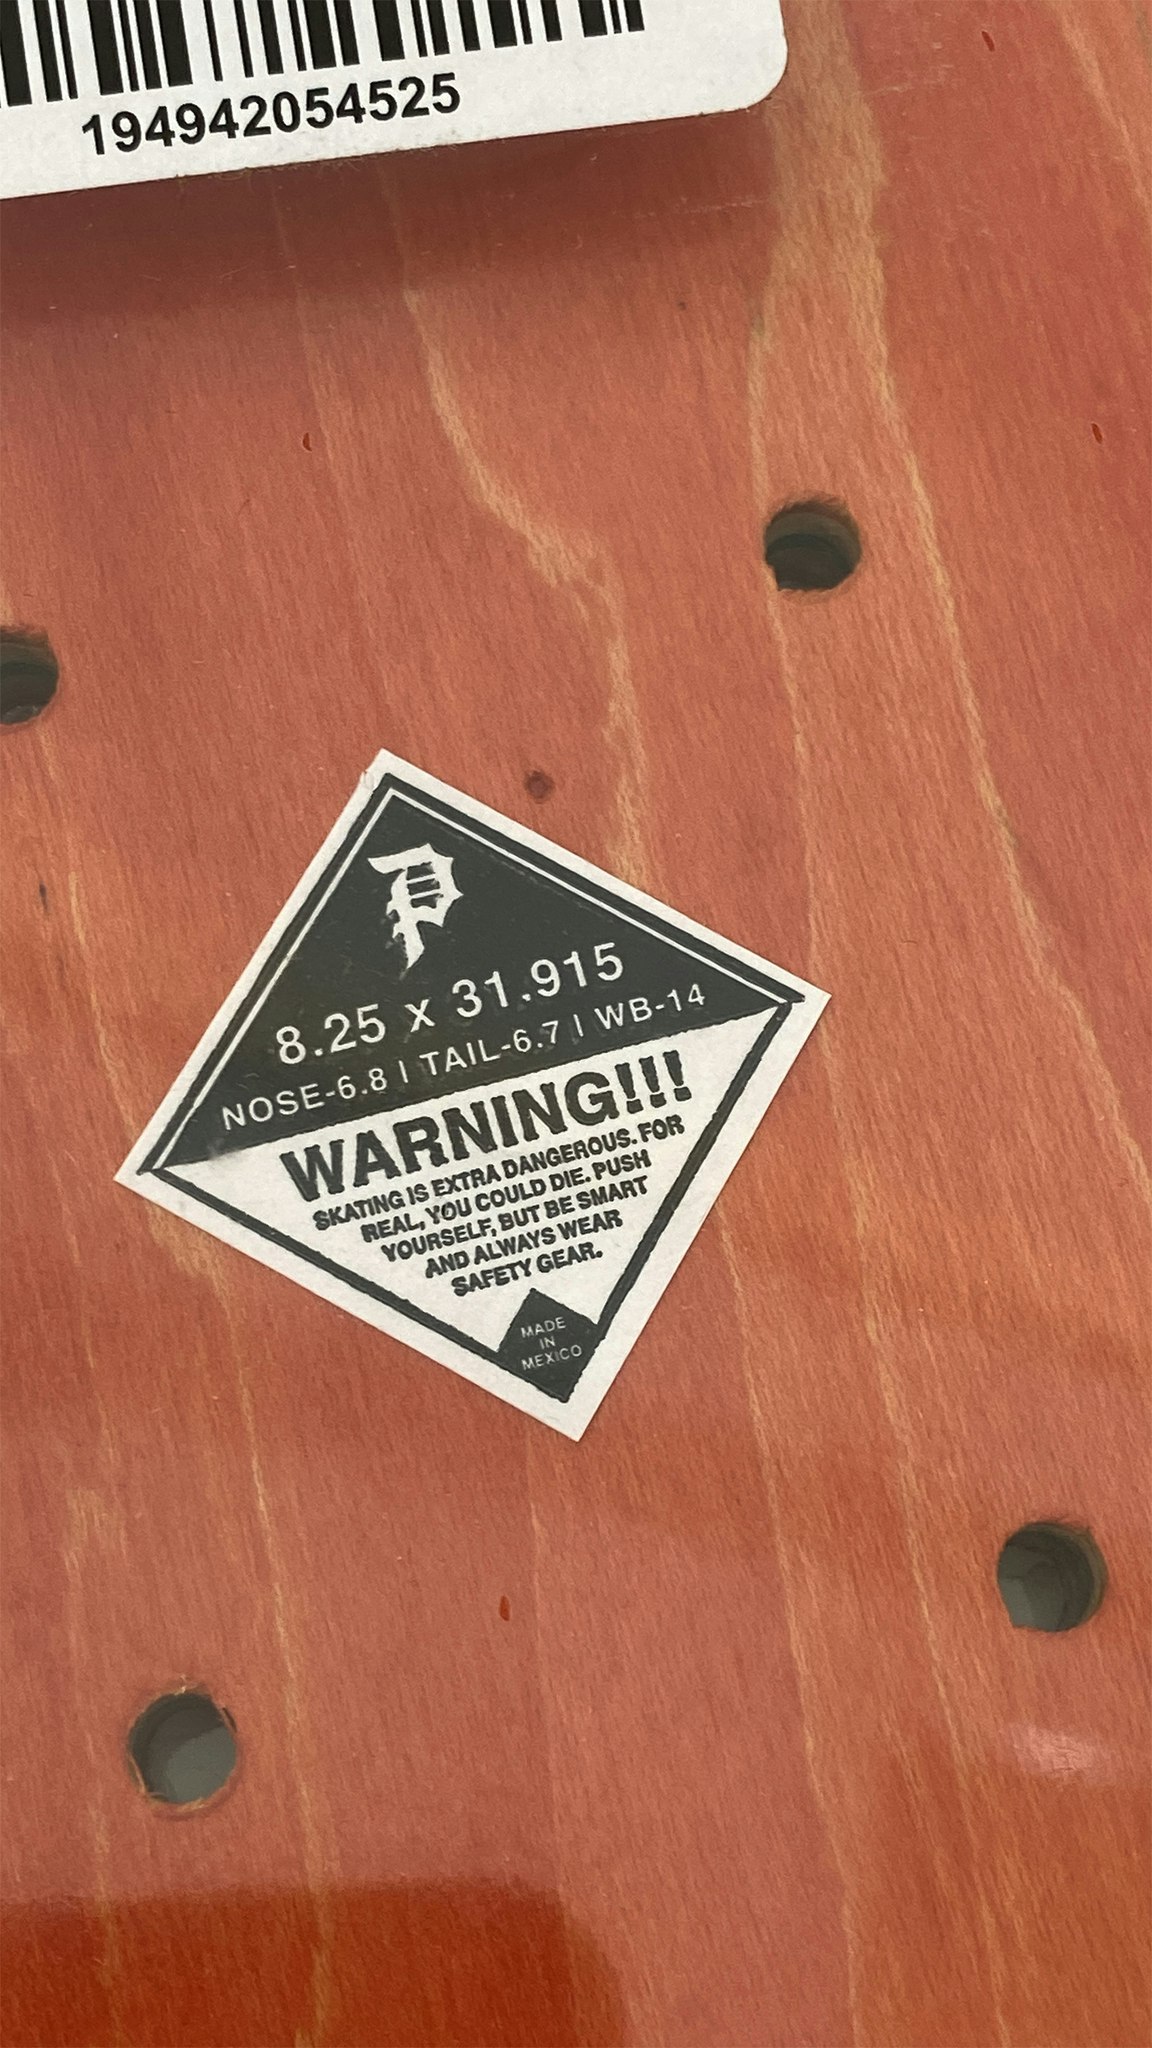 194942054525
P
8.25 x 31.915
NOSE-6.8 | TAIL-6.7 | WB-14
WARNING!!!
SKATING IS EXTRA DANGEROUS. FOR
REAL, YOU COULD DIE. PUSH
YOURSELF, BUT BE SMART
AND ALWAYS WEAR
SAFETY GEAR.
MADE
IN
MEXICO